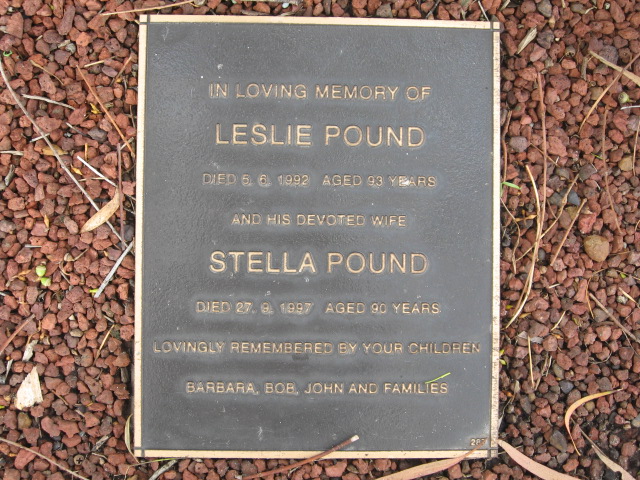 IN LOVING MEMORY OF
LESLIE POUND
DIED 5. 6. 1992 AGED 93 YEARS
AND HIS DEVOTED WIFE
STELLA POUND
DIED 27. 9. 1997 AGED 90 YEARS
LOVINGLY REMEMBERED BY YOUR CHILDREN
BARBARA, BOB, JOHN AND FAMILIES